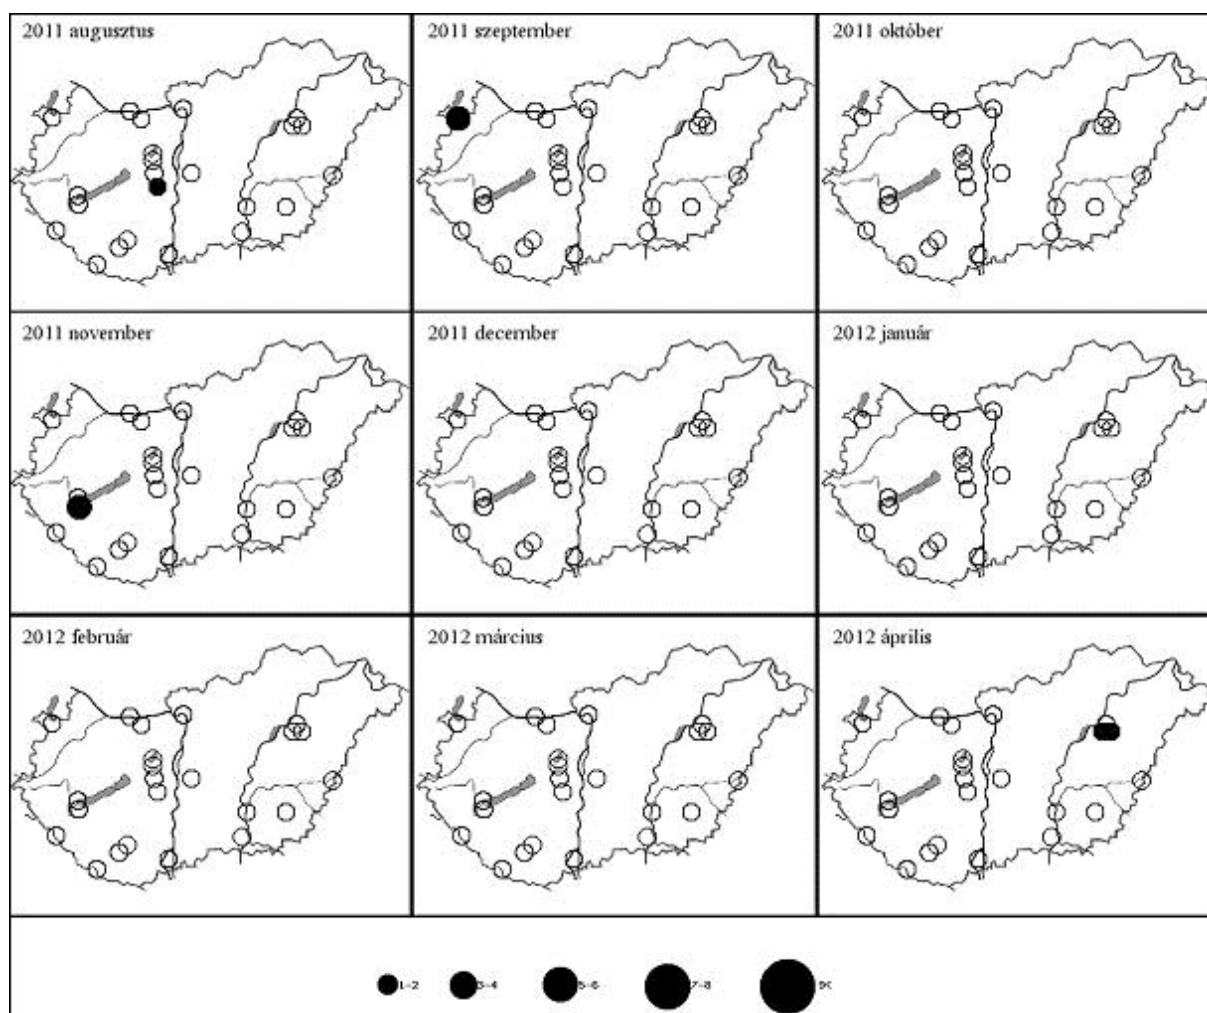 2011 augusztus
2011 szeptember
2011 október
2011 november
2011 december
2012 január
2012 február
2012 március
2012 április
1-2
3-4
5-6
7-8
9<